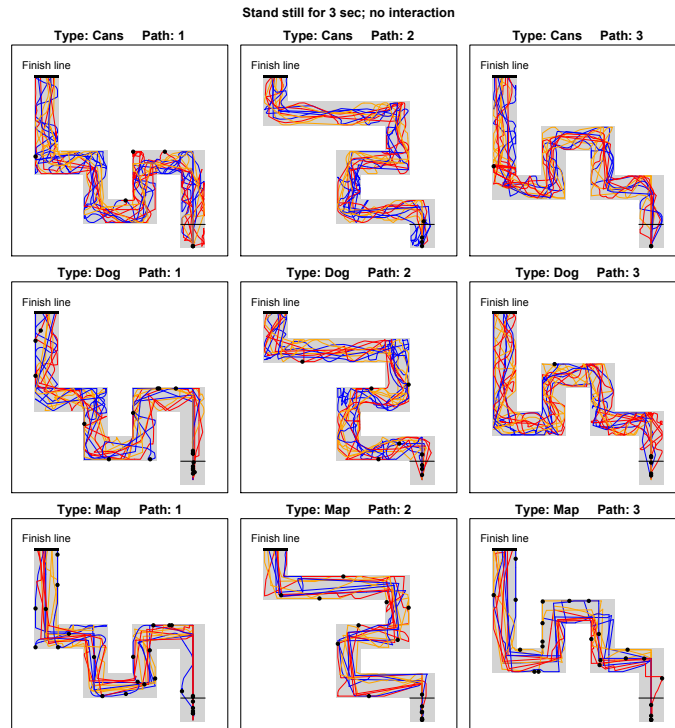 Stand still for 3 sec; no interaction
Type: Cans Path: 1
Type: Cans Path: 2
Type: Cans Path: 3
Finish line
Finish line
Finish line
Type: Dog Path: 1
Type: Dog Path: 2
Type: Dog Path: 3
Finish line
Finish line
Finish line
Type: Map Path: 1
Type: Map Path: 2
Type: Map Path: 3
Finish line
Finish line
Finish line